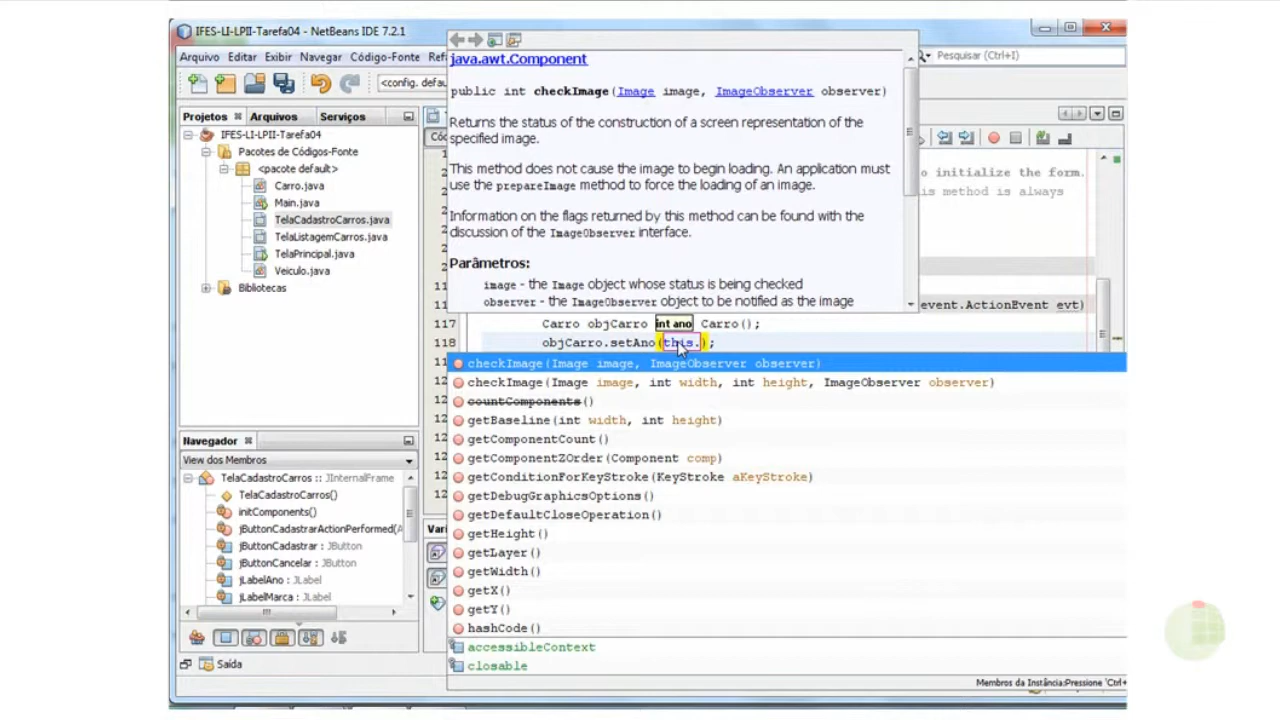 IFES-LI-LPII-Tarefa04 - NetBeans IDE 7.2.1
Arquivo Editar Exibir Navegar Código-Fonte Ref
Pesquisar (Ctrl+I)
<config. defau
java.awt.Component
public int checkImage(Image image, ImageObserver observer)
Returns the status of the construction of a screen representation of the
specified image.
This method does not cause the image to begin loading. An application must
use the prepareImage method to force the loading of an image.
Information on the flags returned by this method can be found with the
discussion of the ImageObserver interface.
Parâmetros:
image - the Image object whose status is being checked
observer - the ImageObserver object to be notified as the image
Projetos Arquivos Serviços
IFES-LI-LPII-Tarefa04
Pacotes de Códigos-Fonte
<pacote default>
Carro.java
Main.java
TelaCadastroCarros.java
TelaListagemCarros.java
TelaPrincipal.java
Veiculo.java
Bibliotecas
o initialize the form.
is method is always
event.ActionEvent evt)
117 Carro objCarro int ano Carro();
118 objCarro.setAno(this.);
checkImage(Image image, ImageObserver observer)
checkImage(Image image, int width, int height, ImageObserver observer)
countComponents()
getBaseline(int width, int height)
getComponentCount()
getComponentZOrder(Component comp)
getConditionForKeyStroke(KeyStroke aKeyStroke)
getDebugGraphicsOptions()
getDefaultCloseOperation()
getHeight()
getLayer()
getWidth()
getX()
getY()
hashCode()
accessibleContext
closable
Membros da Instância;Pressione 'Ctrl+
Navegador
View dos Membros
TelaCadastroCarros :: JInternalFrame
TelaCadastroCarros()
initComponents()
jButtonCadastrarActionPerformed(A
jButtonCadastrar : JButton
jButtonCancelar : JButton
jLabelAno : JLabel
jLabelMarca : JLabel
Vari
Saída